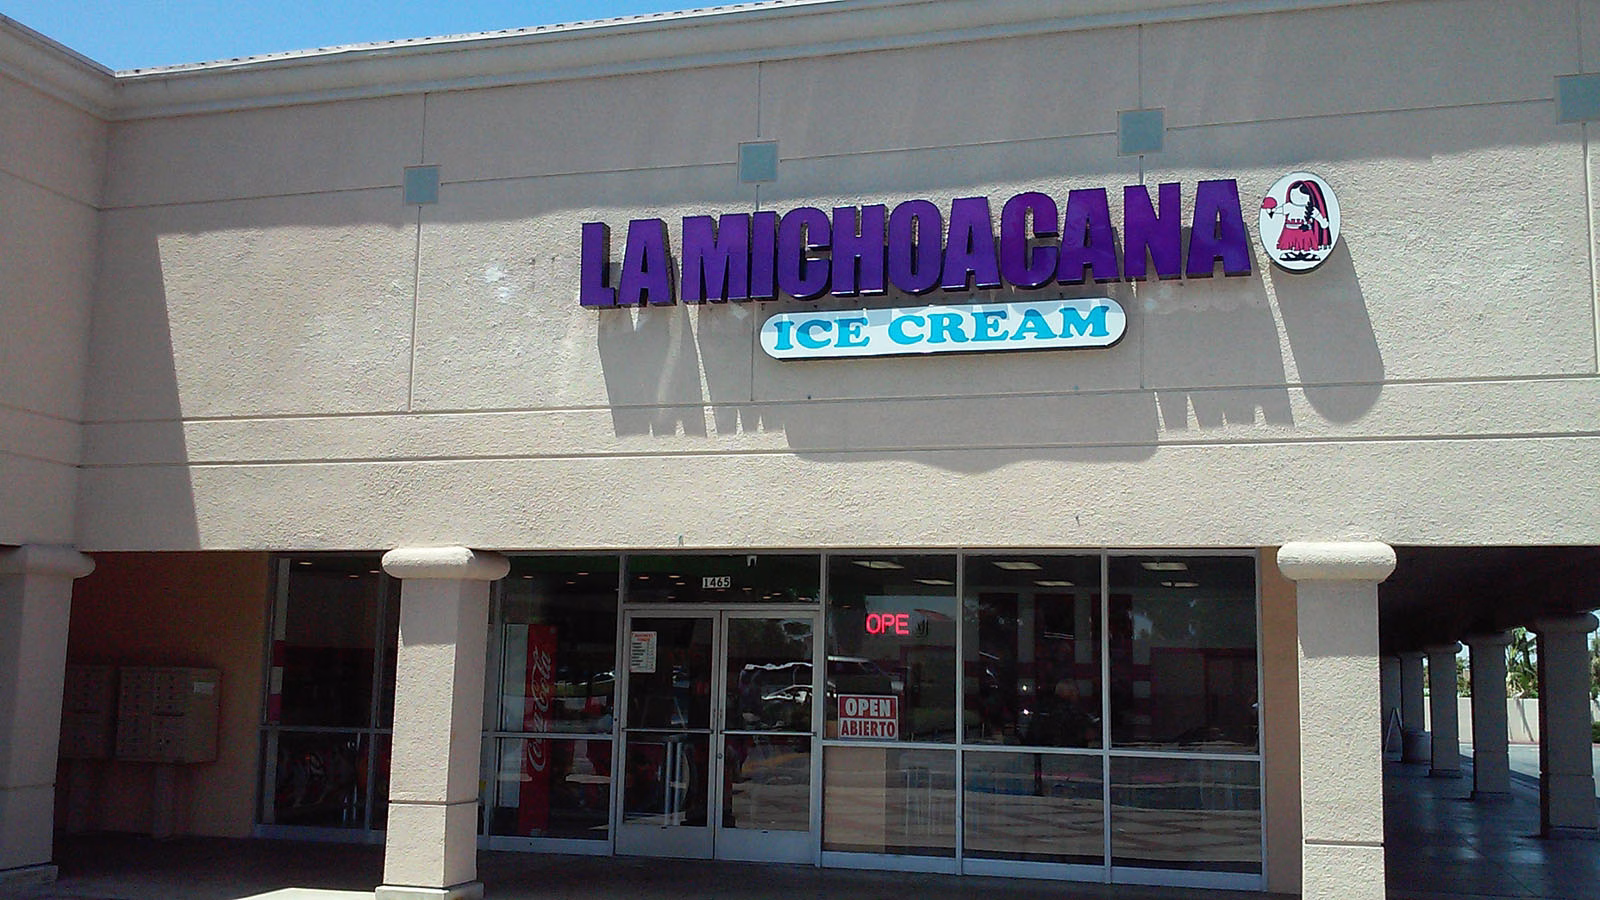 LA MICHOACANA
ICE CREAM
1465
OPE
OPEN
ABIERTO
Coca-Cola